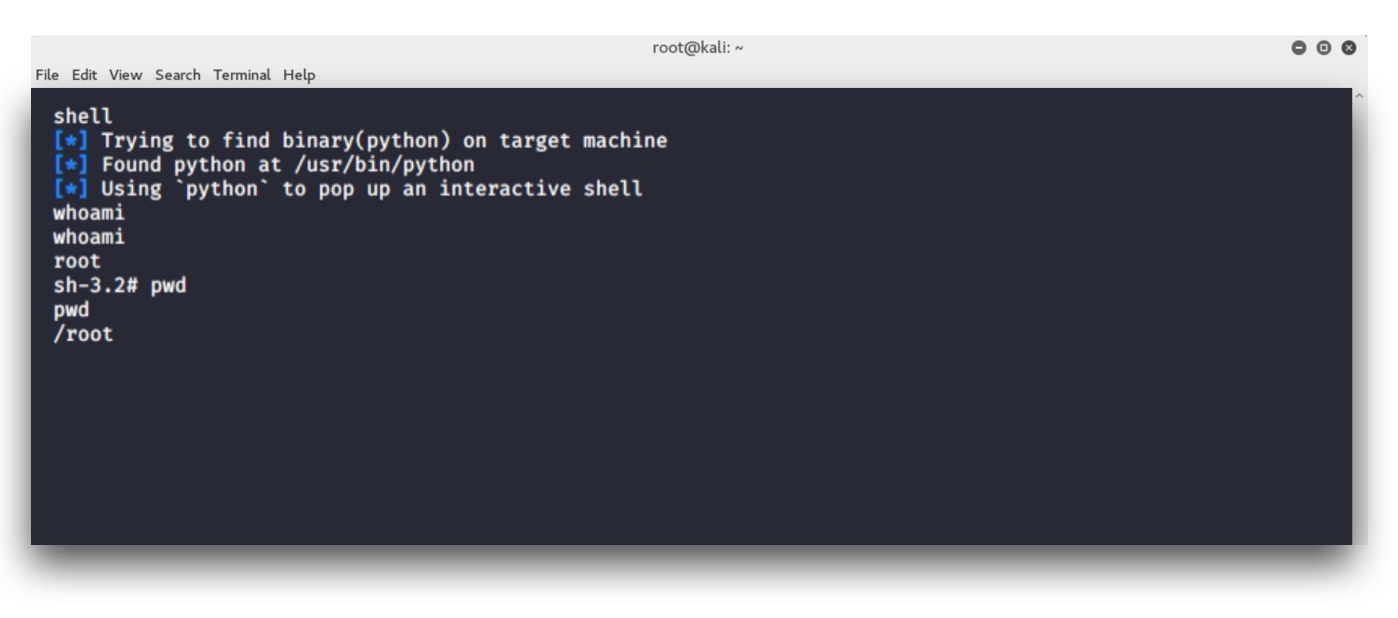 root@kali: ~
File Edit View Search Terminal Help
shell
[*] Trying to find binary(python) on target machine
[*] Found python at /usr/bin/python
[*] Using `python` to pop up an interactive shell
whoami
whoami
root
sh-3.2# pwd
pwd
/root